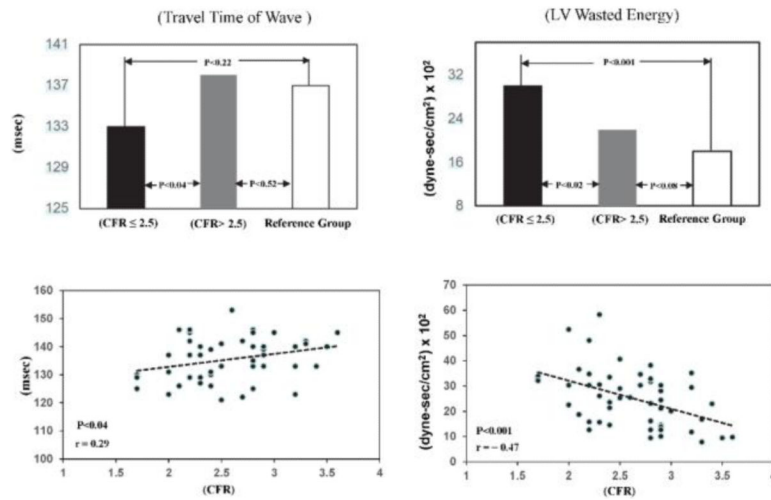 (Travel Time of Wave )
141
137
133
129
125
(msec)
P<0.22
P<0.04
P<0.52
(CFR ≤ 2.5)
(CFR> 2.5)
Reference Group
(LV Wasted Energy)
32
24
16
8
(dyne-sec/cm²) x 10²
P<0.001
P<0.02
P<0.08
(CFR ≤ 2.5)
(CFR> 2.5)
Reference Group
160
150
140
130
120
110
100
(msec)
P<0.04
r = 0.29
1
1.5
2
2.5
3
3.5
4
(CFR)
70
60
50
40
30
20
10
0
(dyne-sec/cm²) x 10²
P<0.001
r = - 0.47
1
1.5
2
2.5
3
3.5
4
(CFR)